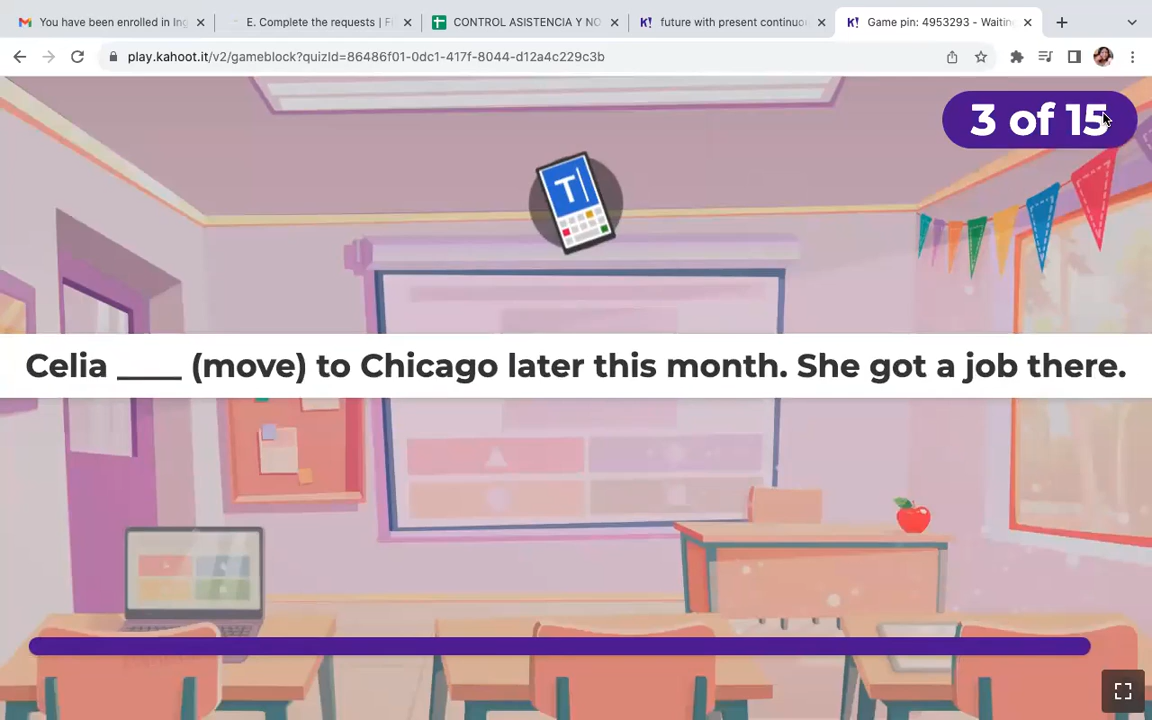 You have been enrolled in Ing
E. Complete the requests | Fi
CONTROL ASISTENCIA Y NO
future with present continuo
Game pin: 4953293 - Waitin
play.kahoot.it/v2/gameblock?quizId=86486f01-0dc1-417f-8044-d12a4c229c3b
3 of 15
T
Celia ____ (move) to Chicago later this month. She got a job there.